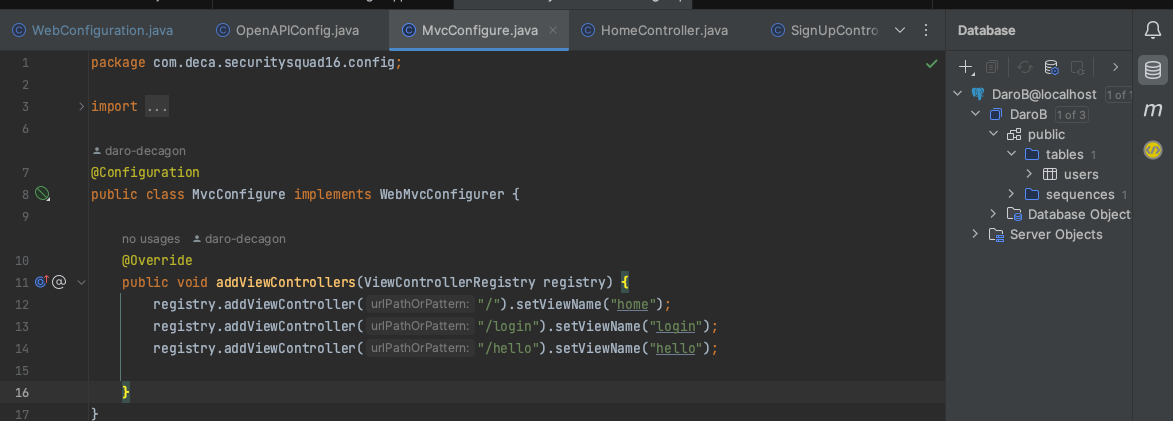 WebConfiguration.java OpenAPIConfig.java MvcConfigure.java HomeController.java SignUpContro
1 package com.deca.securitysquad16.config;
2
3 import ...
6
daro-decagon
7 @Configuration
8 public class MvcConfigure implements WebMvcConfigurer {
9
no usages daro-decagon
10 @Override
11 @ public void addViewControllers(ViewControllerRegistry registry) {
12 registry.addViewController( urlPathOrPattern: "/").setViewName("home");
13 registry.addViewController( urlPathOrPattern: "/login").setViewName("login");
14 registry.addViewController( urlPathOrPattern: "/hello").setViewName("hello");
15
16 }
17 }
Database
DaroB@localhost 1 of 1
DaroB 1 of 3
public
tables 1
users
sequences 1
Database Object
Server Objects
m